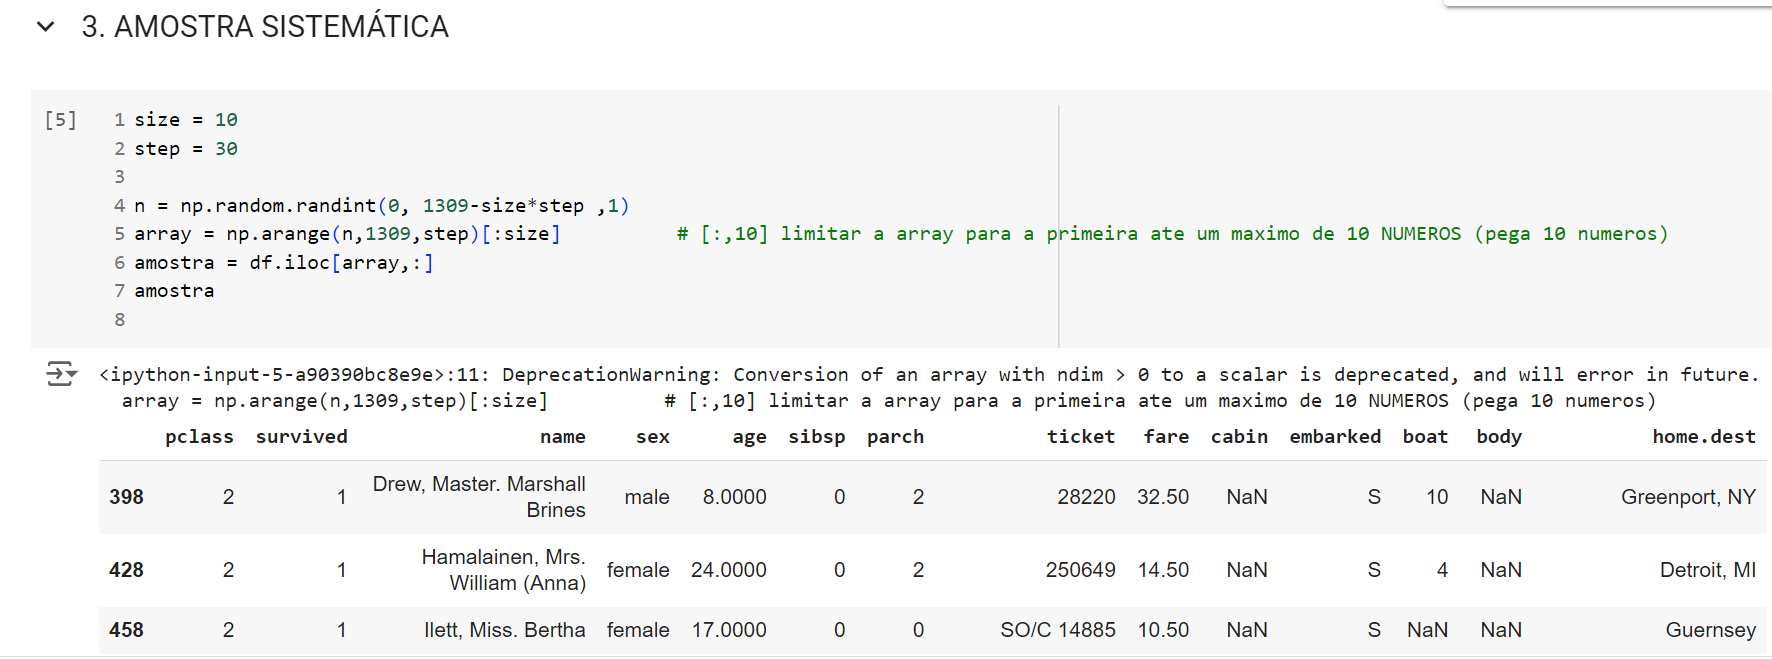 3. AMOSTRA SISTEMÁTICA
[5]
1 size = 10
2 step = 30
3
4 n = np.random.randint(0, 1309-size*step ,1)
5 array = np.arange(n,1309,step)[:size] # [:,10] limitar a array para a primeira ate um maximo de 10 NUMEROS (pega 10 numeros)
6 amostra = df.iloc[array,:]
7 amostra
8
<ipython-input-5-a90390bc8e9e>:11: DeprecationWarning: Conversion of an array with ndim > 0 to a scalar is deprecated, and will error in future.
array = np.arange(n,1309,step)[:size] # [:,10] limitar a array para a primeira ate um maximo de 10 NUMEROS (pega 10 numeros)
pclass survived name sex age sibsp parch ticket fare cabin embarked boat body home.dest
398 2 1 Drew, Master. Marshall Brines male 8.0000 0 2 28220 32.50 NaN S 10 NaN Greenport, NY
428 2 1 Hamalainen, Mrs. William (Anna) female 24.0000 0 2 250649 14.50 NaN S 4 NaN Detroit, MI
458 2 1 Ilett, Miss. Bertha female 17.0000 0 0 SO/C 14885 10.50 NaN S NaN NaN Guernsey